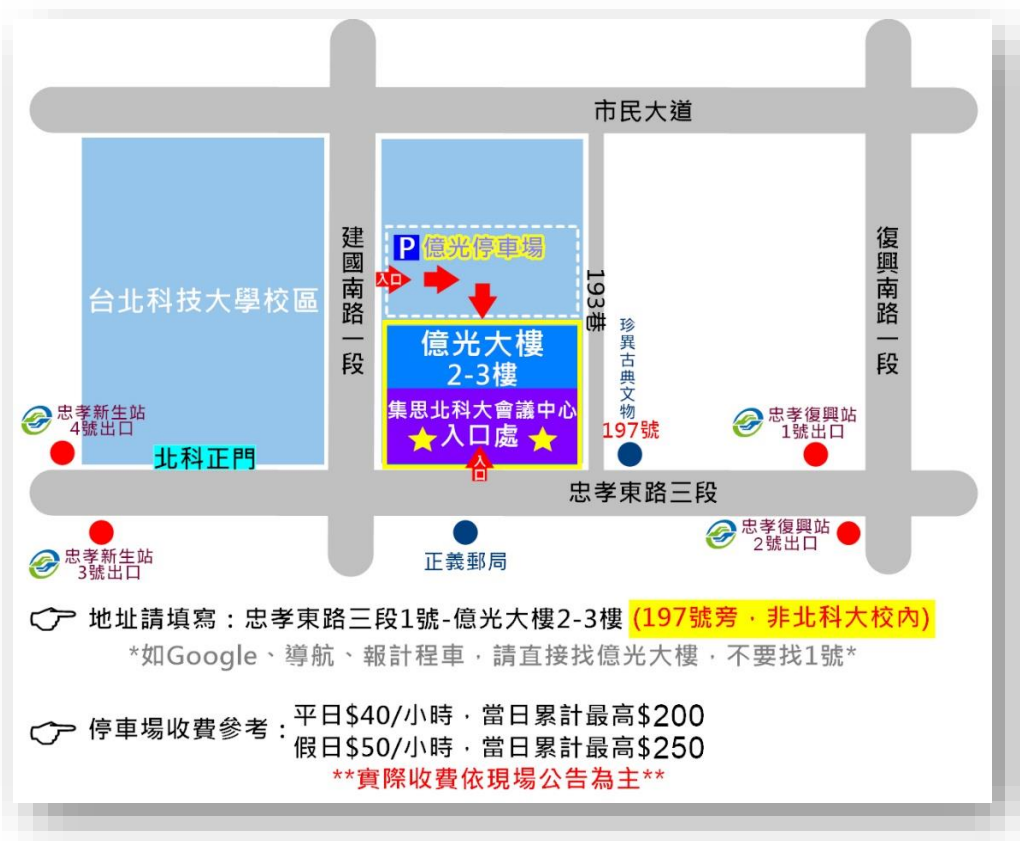 市民大道
建國南路一段
復興南路一段
P 億光停車場
入口
193巷
台北科技大學校區
億光大樓
2-3樓
集思北科大會議中心
入口處
入口
珍異古典文物
197號
忠孝新生站
4號出口
忠孝復興站
1號出口
北科正門
忠孝東路三段
忠孝新生站
3號出口
正義郵局
忠孝復興站
2號出口
地址請填寫：忠孝東路三段1號-億光大樓2-3樓 (197號旁，非北科大校內)
*如Google、導航、報計程車，請直接找億光大樓，不要找1號*
停車場收費參考：平日$40/小時，當日累計最高$200
假日$50/小時，當日累計最高$250
**實際收費依現場公告為主**